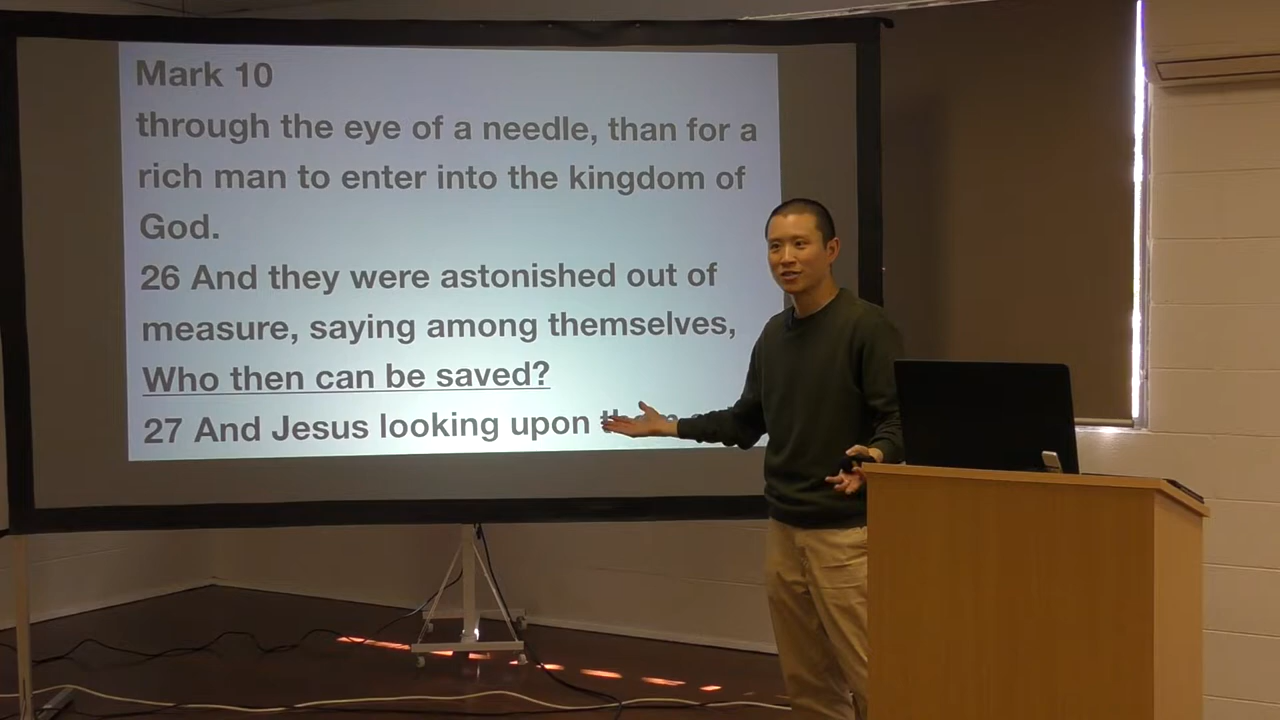 Mark 10
through the eye of a needle, than for a
rich man to enter into the kingdom of
God.
26 And they were astonished out of
measure, saying among themselves,
Who then can be saved?
27 And Jesus looking upon